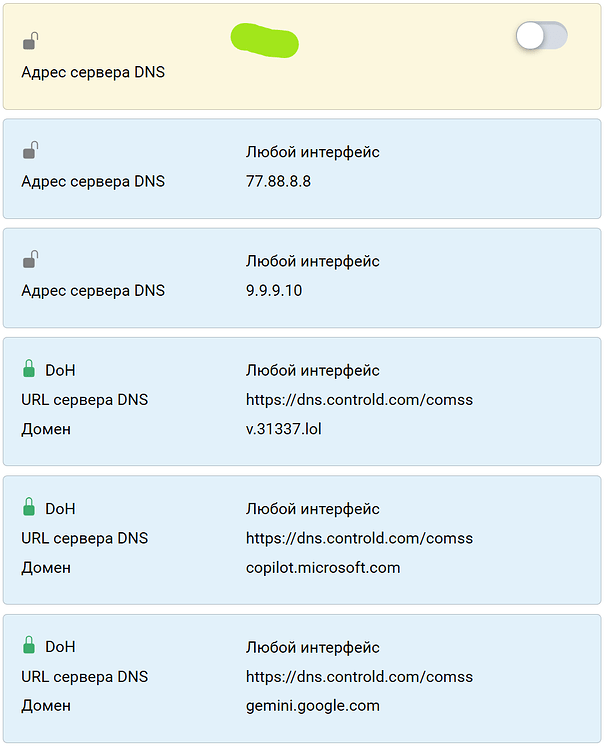 Адрес сервера DNS
Любой интерфейс
Адрес сервера DNS 77.88.8.8
Любой интерфейс
Адрес сервера DNS 9.9.9.10
DoH Любой интерфейс
URL сервера DNS https://dns.controld.com/comss
Домен v.31337.lol
DoH Любой интерфейс
URL сервера DNS https://dns.controld.com/comss
Домен copilot.microsoft.com
DoH Любой интерфейс
URL сервера DNS https://dns.controld.com/comss
Домен gemini.google.com